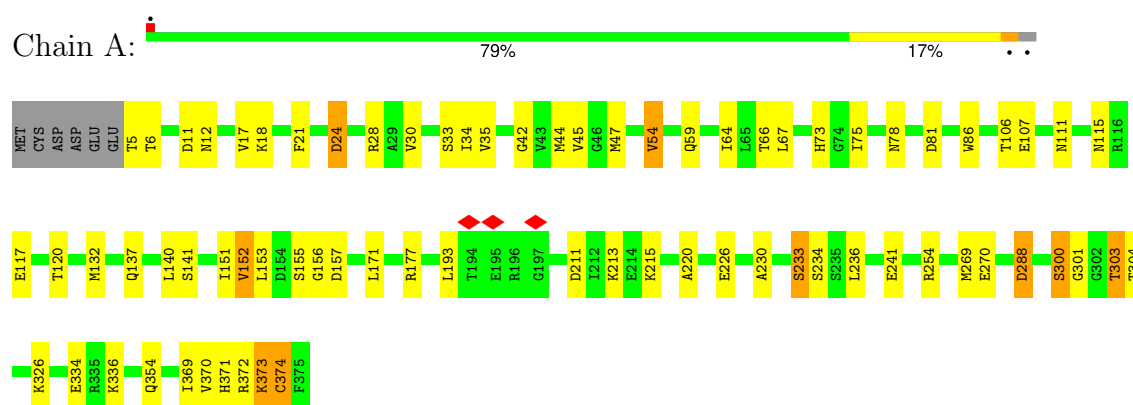 Chain A:
79% 17% • •
MET CYS ASP ASP GLU GLU T5 T6 D11 N12 V17 K18 F21 D24 R28 A29 V30 S33 I34 V35 G42 V43 M44 V45 G46 M47 V54 Q59 I64 L65 T66 L67 H73 G74 I75 N78 D81 W86 T106 E107 N111 N115 R116
E117 T120 M132 Q137 L140 S141 I151 V152 L153 D154 S155 G156 D157 L171 R177 L193 T194 E195 R196 G197 D211 I212 K213 E214 K215 A220 E226 A230 S233 S234 S235 L236 E241 R254 M269 E270 D288 S300 G301 G302 T303 T304
K326 E334 R335 K336 Q354 I369 V370 H371 R372 K373 C374 F375